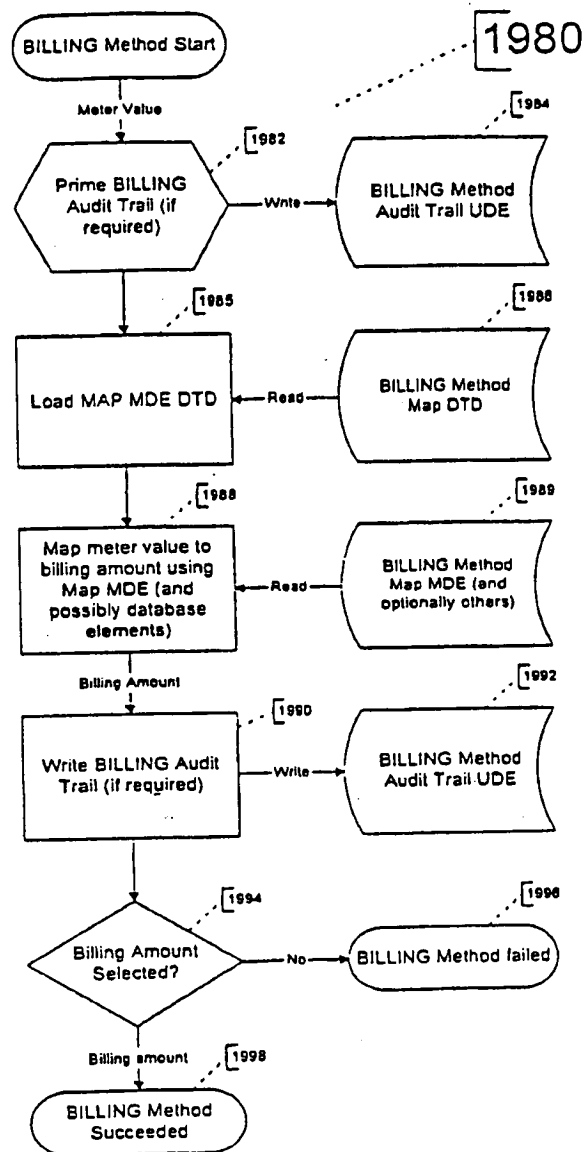 BILLING Method Start
1980
Meter Value
1982
1984
Prime BILLING
Audit Trail (if
required)
Write
BILLING Method
Audit Trail UDE
1985
1986
Load MAP MDE DTD
Read
BILLING Method
Map DTD
1988
1989
Map meter value to
billing amount using
Map MDE (and
possibly database
elements)
Read
BILLING Method
Map MDE (and
optionally others)
Billing Amount
1990
1992
Write BILLING Audit
Trail (if required)
Write
BILLING Method
Audit Trail UDE
1994
1996
Billing Amount
Selected?
No
BILLING Method failed
Billing amount
1998
BILLING Method
Succeeded